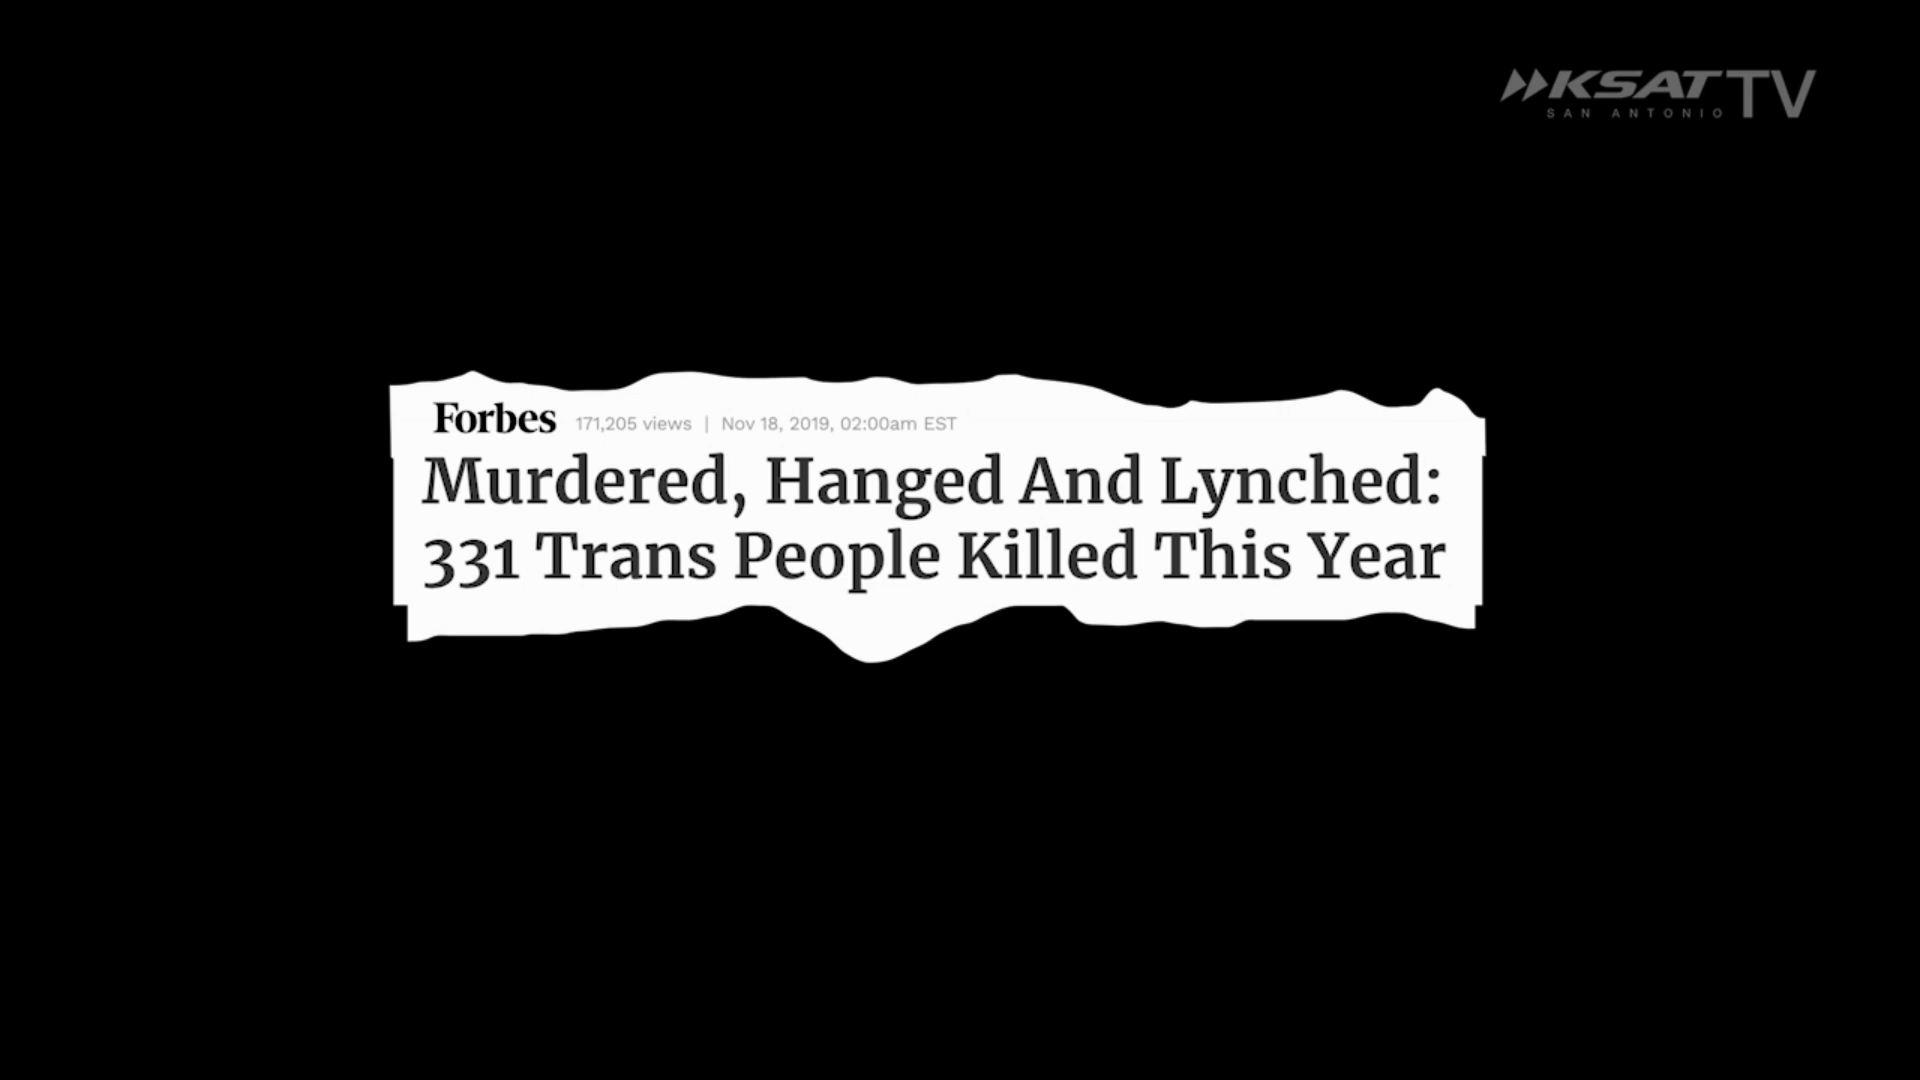 KSAT TV
SAN ANTONIO
Forbes 171,205 views | Nov 18, 2019, 02:00am EST
Murdered, Hanged And Lynched:
331 Trans People Killed This Year